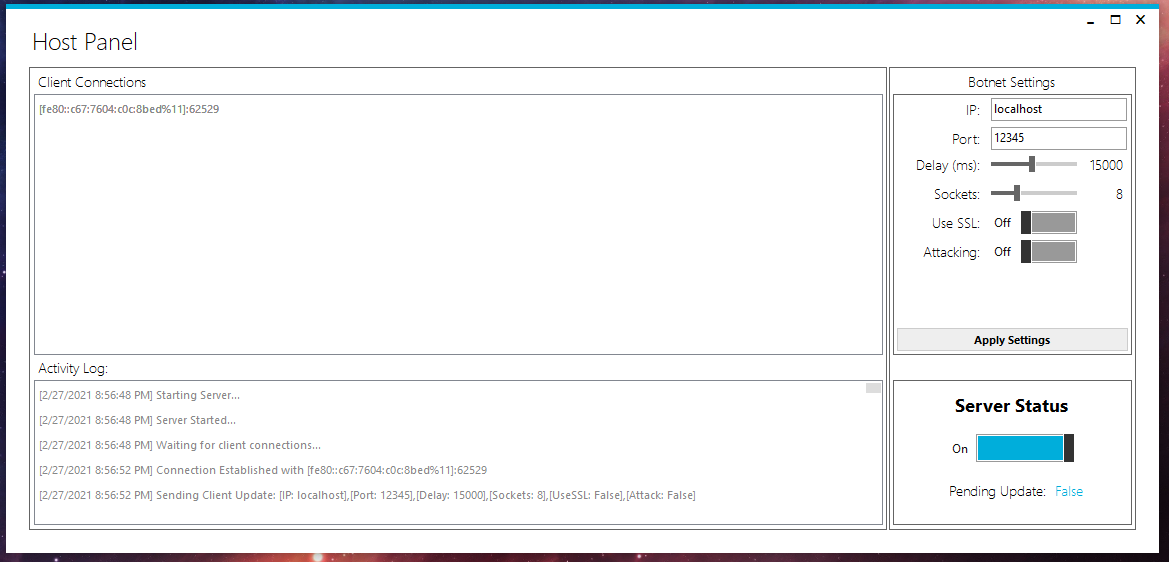 Host Panel
Client Connections
[fe80::c67:7604:c0c:8bed%11]:62529
Activity Log:
[2/27/2021 8:56:48 PM] Starting Server...
[2/27/2021 8:56:48 PM] Server Started...
[2/27/2021 8:56:48 PM] Waiting for client connections...
[2/27/2021 8:56:52 PM] Connection Established with [fe80::c67:7604:c0c:8bed%11]:62529
[2/27/2021 8:56:52 PM] Sending Client Update: [IP: localhost],[Port: 12345],[Delay: 15000],[Sockets: 8],[UseSSL: False],[Attack: False]
Botnet Settings
IP: localhost
Port: 12345
Delay (ms): 15000
Sockets: 8
Use SSL: Off
Attacking: Off
Apply Settings
Server Status
On
Pending Update: False